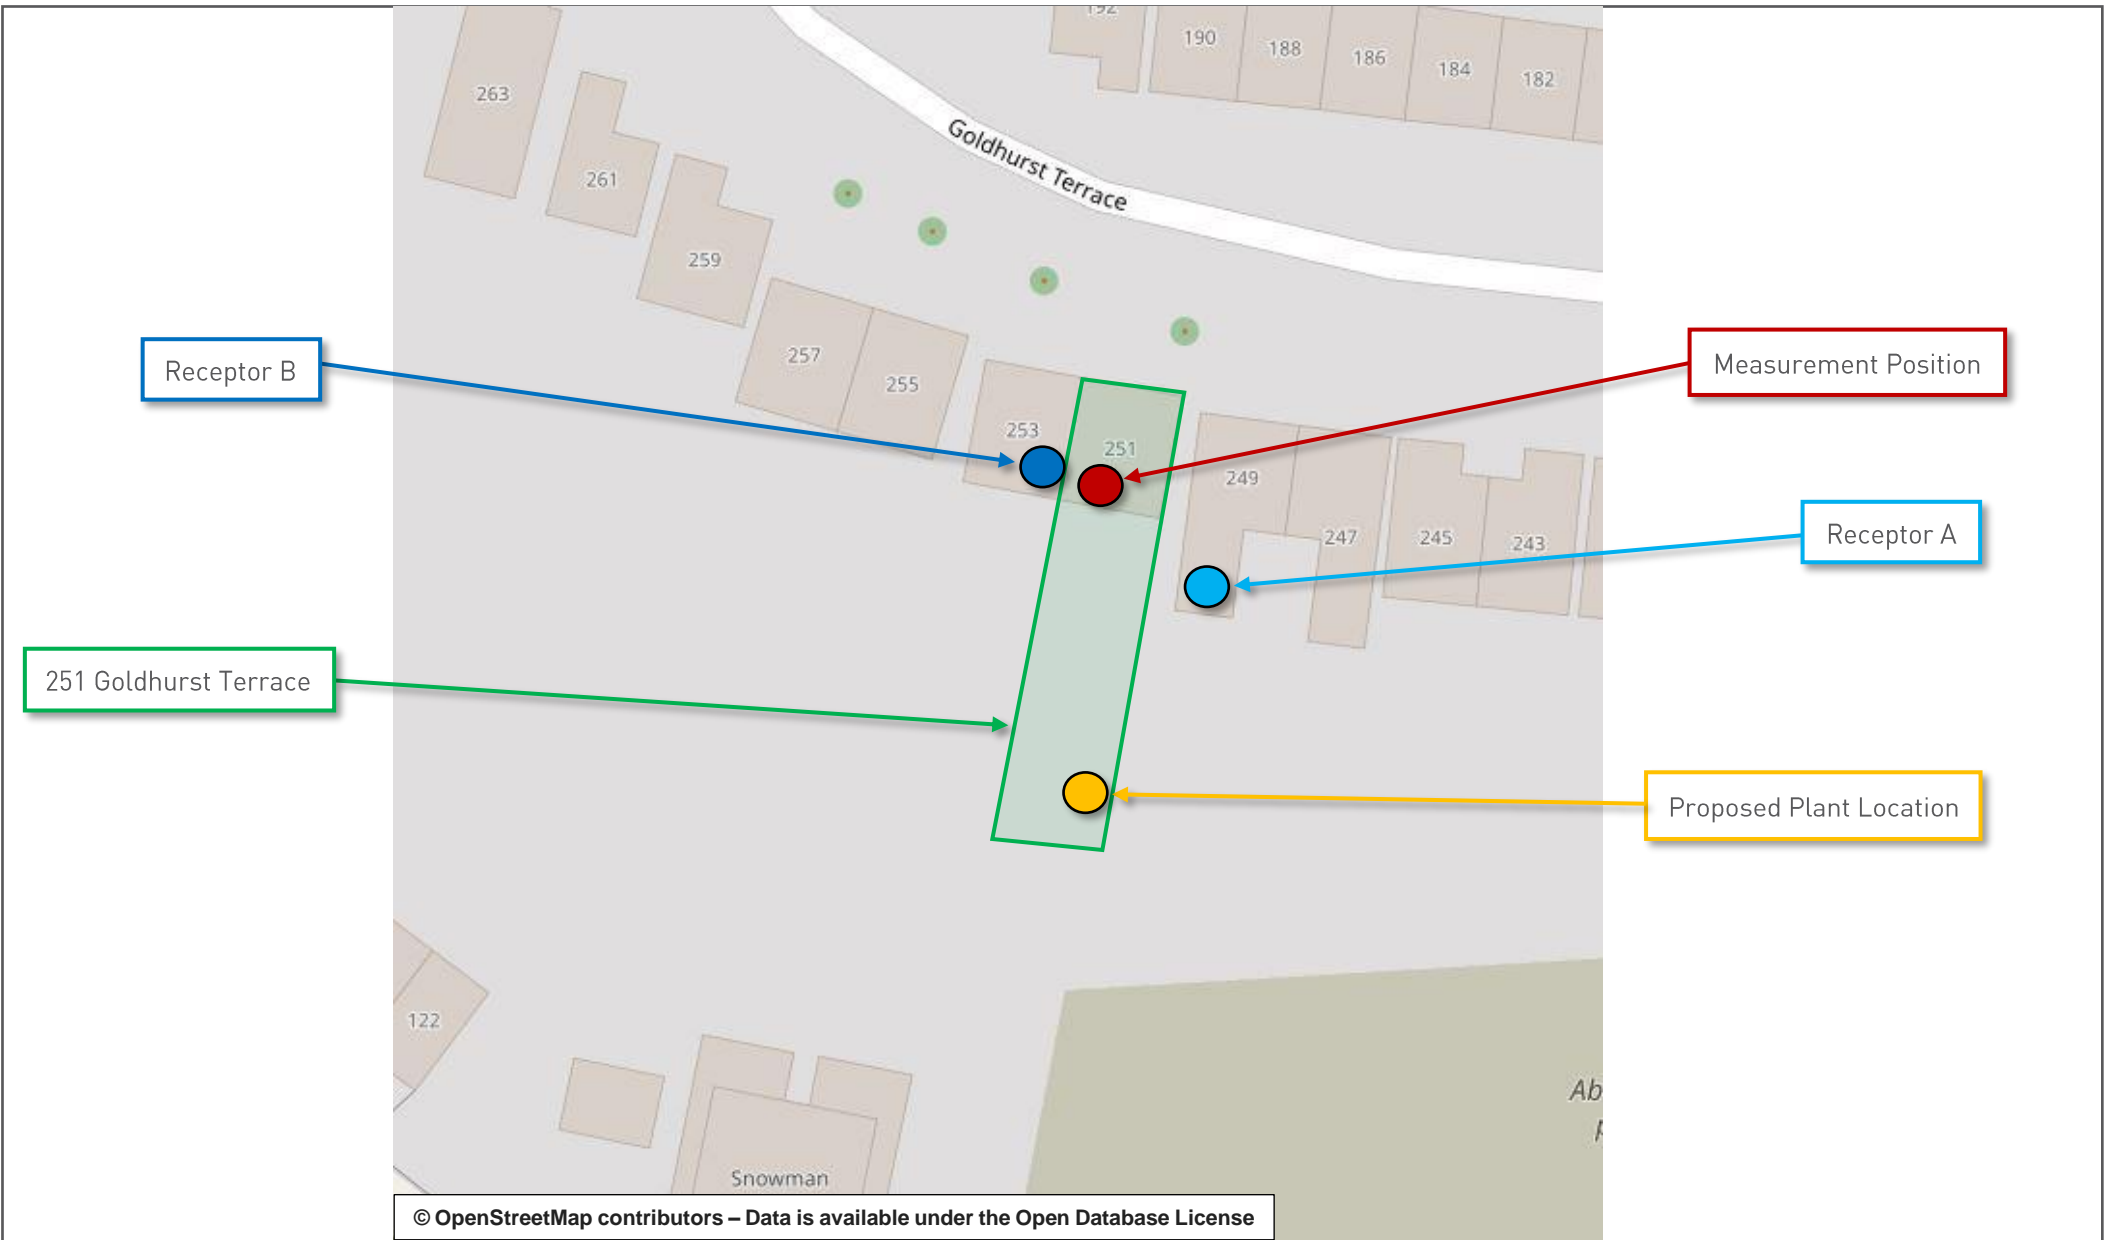 192
190
188
186
184
182
263
261
259
257
255
253
251
249
247
245
243
Goldhurst Terrace
Receptor B
Measurement Position
Receptor A
251 Goldhurst Terrace
Proposed Plant Location
122
Snowman
Ab
© OpenStreetMap contributors – Data is available under the Open Database License